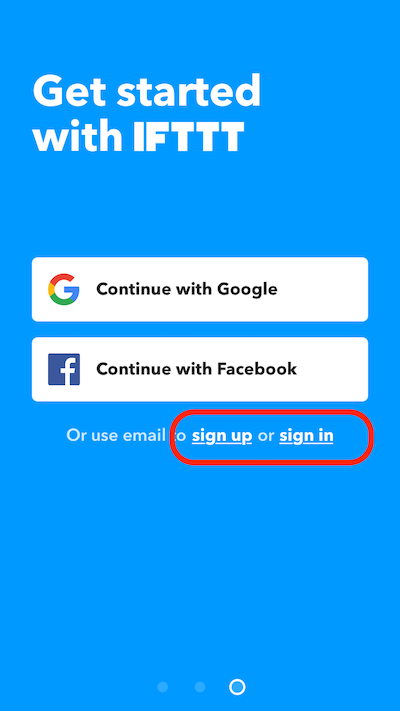 Get started
with IFTTT
Continue with Google
Continue with Facebook
Or use email to sign up or sign in